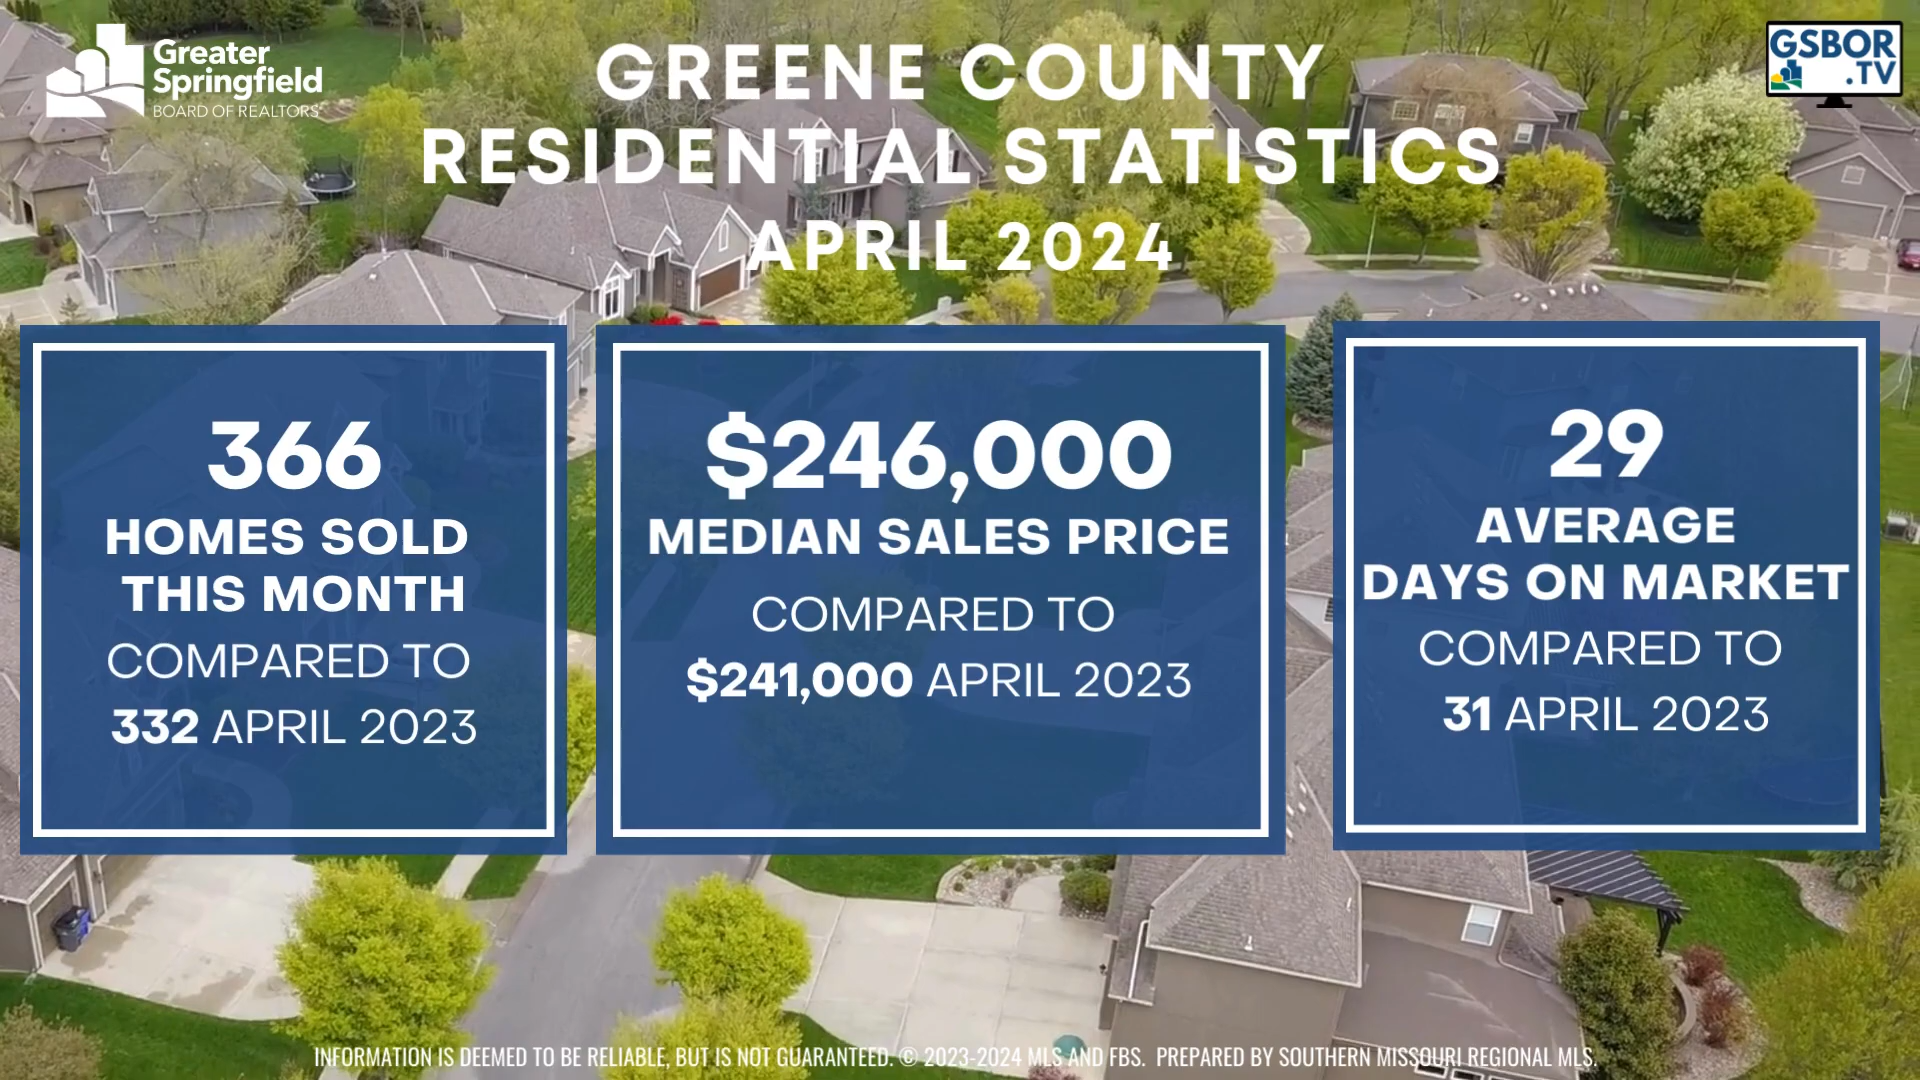 Greater
Springfield
BOARD OF REALTORS®
GSBOR
.TV
GREENE COUNTY
RESIDENTIAL STATISTICS
APRIL 2024
366
HOMES SOLD
THIS MONTH
COMPARED TO
332 APRIL 2023
$246,000
MEDIAN SALES PRICE
COMPARED TO
$241,000 APRIL 2023
29
AVERAGE
DAYS ON MARKET
COMPARED TO
31 APRIL 2023
INFORMATION IS DEEMED TO BE RELIABLE, BUT IS NOT GUARANTEED. © 2023-2024 MLS AND FBS. PREPARED BY SOUTHERN MISSOURI REGIONAL MLS.